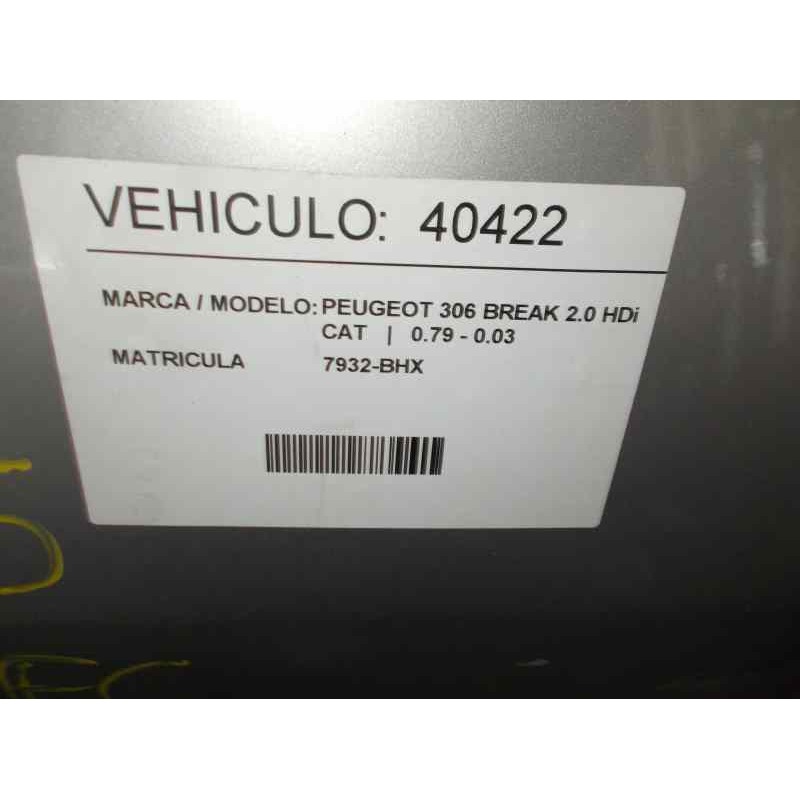 VEHICULO: 40422
MARCA / MODELO: PEUGEOT 306 BREAK 2.0 HDi
CAT | 0.79 - 0.03
MATRICULA 7932-BHX